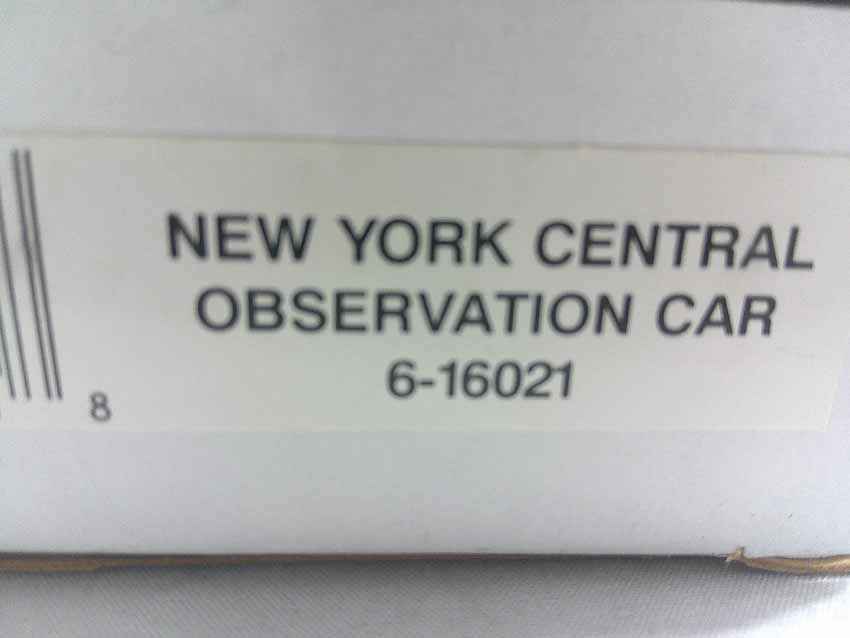 NEW YORK CENTRAL
OBSERVATION CAR
6-16021
8